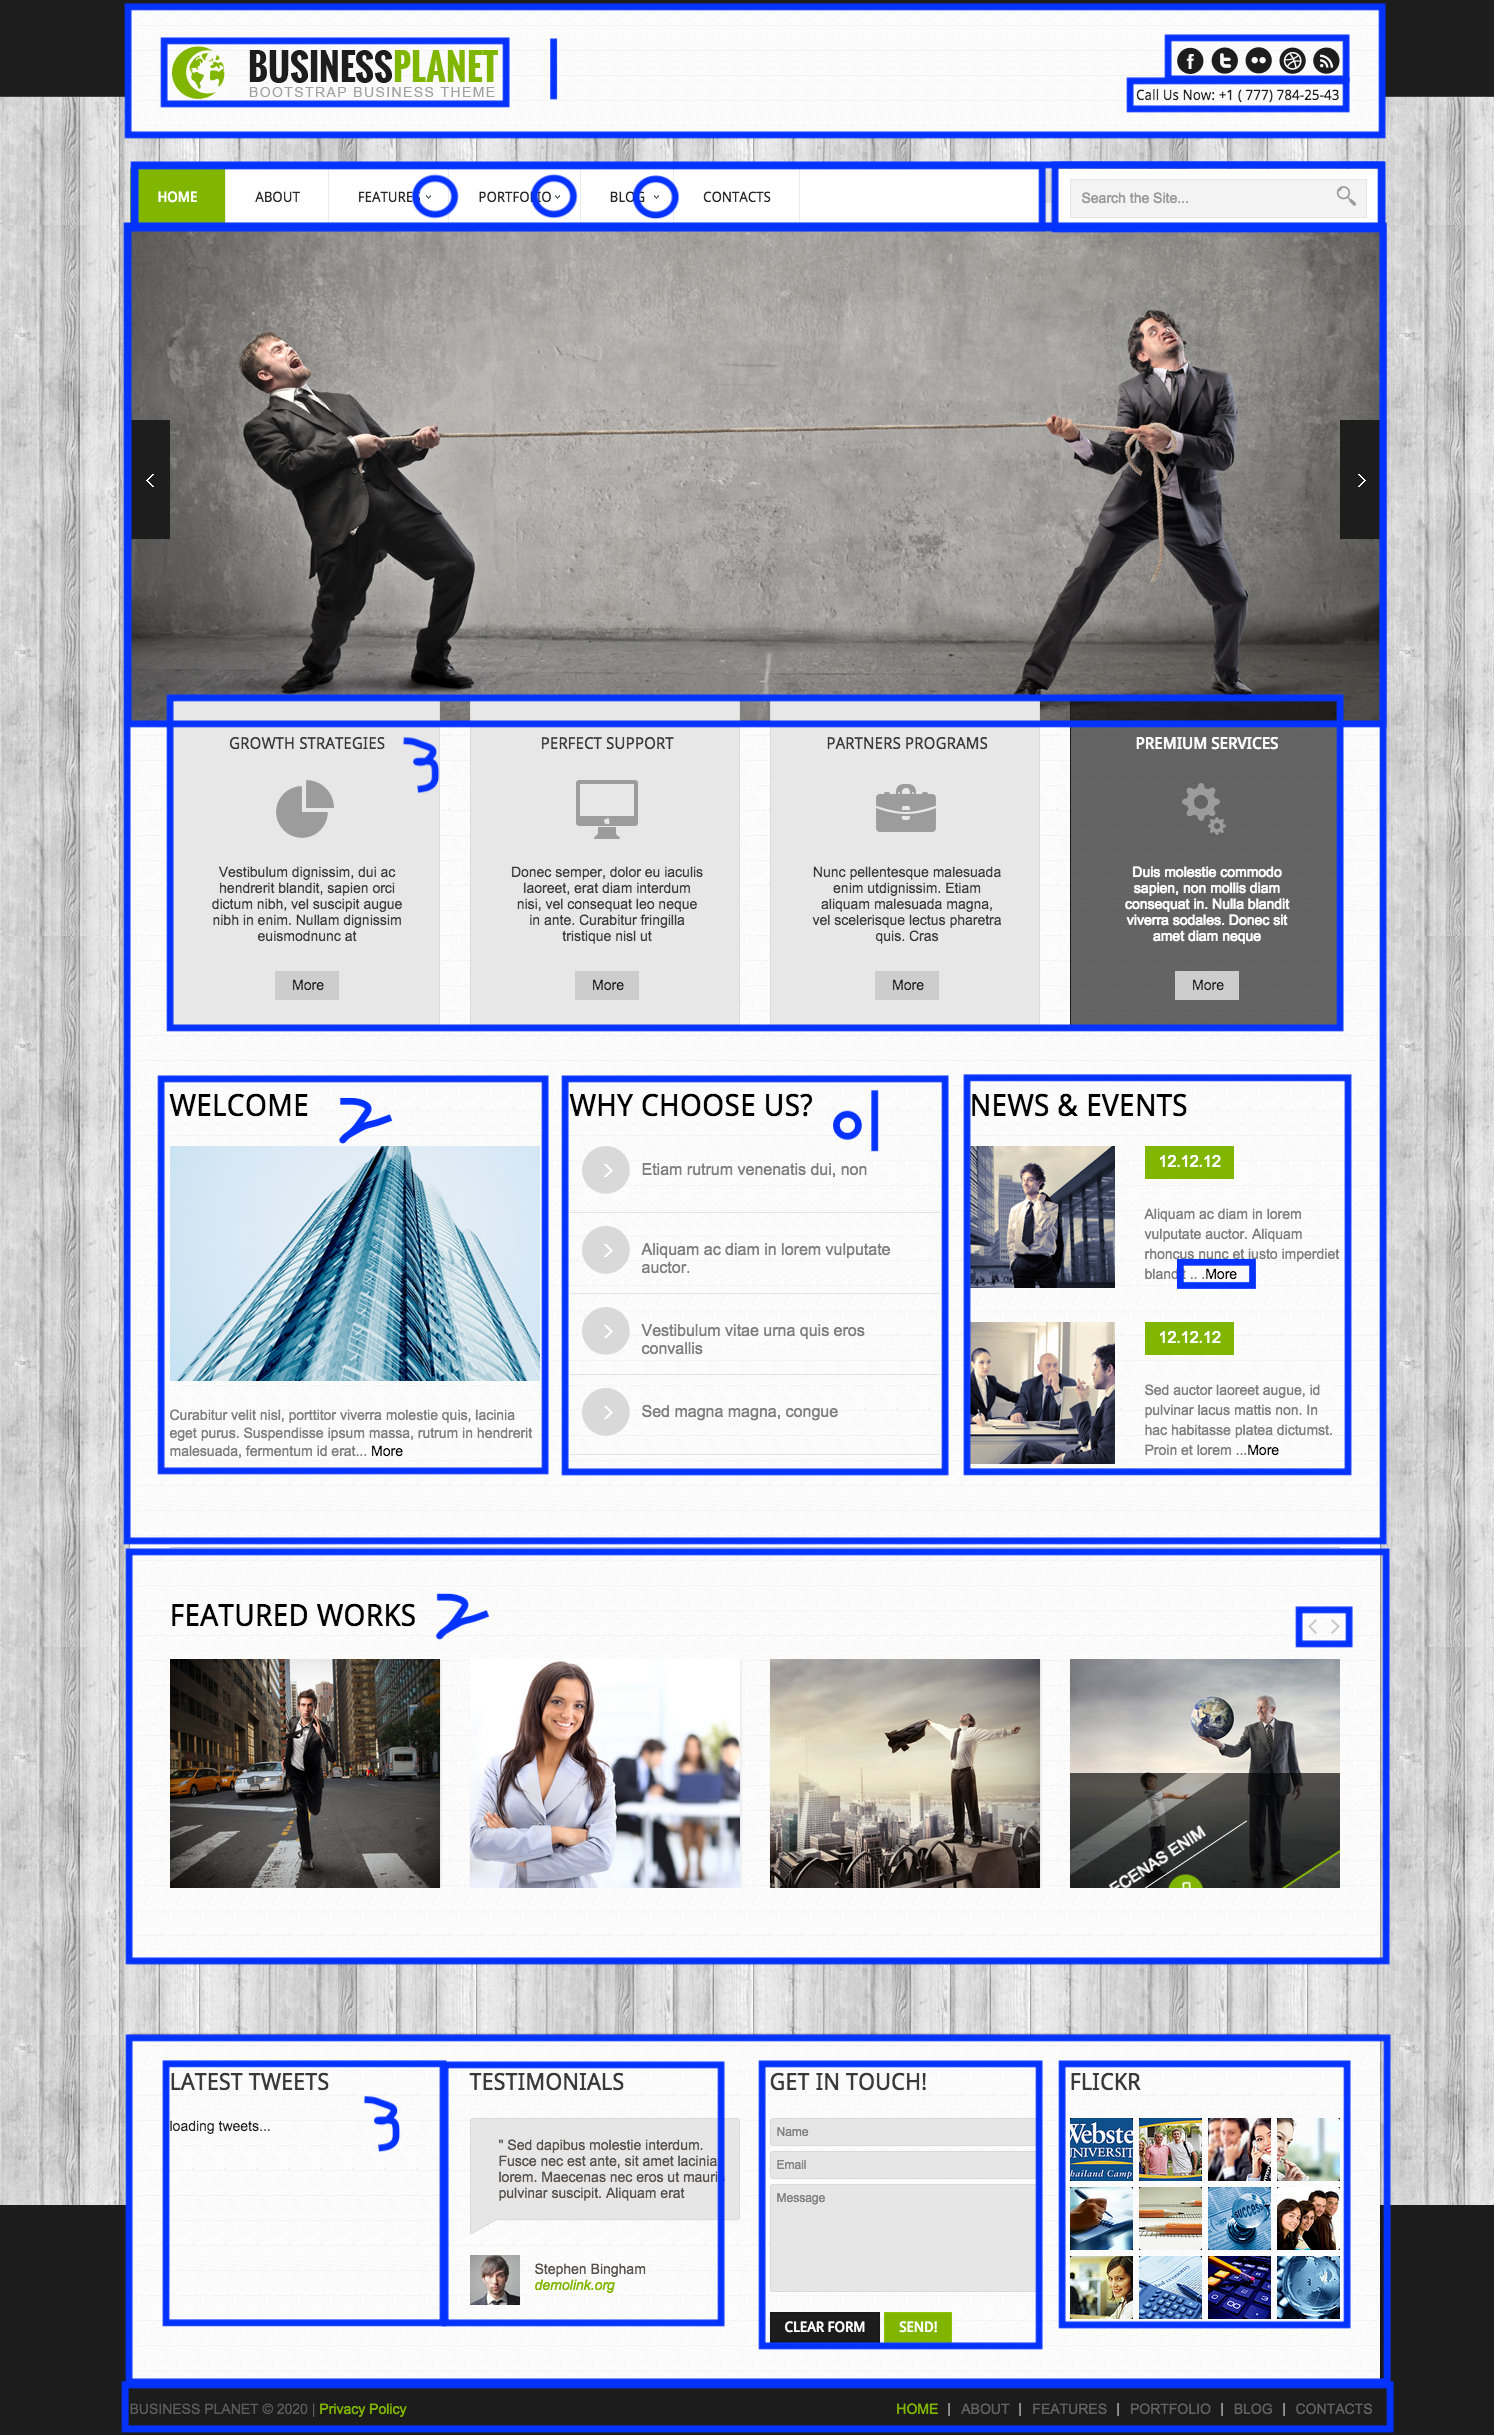 BUSINESSPLANET
BOOTSTRAP BUSINESS THEME
Call Us Now: +1 ( 777) 784-25-43
HOME ABOUT FEATURES PORTFOLIO BLOG CONTACTS
Search the Site...
GROWTH STRATEGIES
3
Vestibulum dignissim, dui ac
hendrerit blandit, sapien orci
dictum nibh, vel suscipit augue
nibh in enim. Nullam dignissim
euismodnunc at
More
PERFECT SUPPORT
Donec semper, dolor eu iaculis
laoreet, erat diam interdum
nisi, vel consequat leo neque
in ante. Curabitur fringilla
tristique nisl ut
More
PARTNERS PROGRAMS
Nunc pellentesque malesuada
enim utdignissim. Etiam
aliquam malesuada magna,
vel scelerisque lectus pharetra
quis. Cras
More
PREMIUM SERVICES
Duis molestie commodo
sapien, non mollis diam
consequat in. Nulla blandit
viverra sodales. Donec sit
amet diam neque
More
WELCOME
2
Curabitur velit nisl, porttitor viverra molestie quis, lacinia
eget purus. Suspendisse ipsum massa, rutrum in hendrerit
malesuada, fermentum id erat... More
WHY CHOOSE US?
01
Etiam rutrum venenatis dui, non
Aliquam ac diam in lorem vulputate
auctor.
Vestibulum vitae urna quis eros
convallis
Sed magna magna, congue
NEWS & EVENTS
12.12.12
Aliquam ac diam in lorem
vulputate auctor. Aliquam
rhoncus nunc et iusto imperdiet
blandit ... More
12.12.12
Sed auctor laoreet augue, id
pulvinar lacus mattis non. In
hac habitasse platea dictumst.
Proin et lorem ...More
FEATURED WORKS
2
ECENAS ENIM
LATEST TWEETS
3
loading tweets...
TESTIMONIALS
" Sed dapibus molestie interdum.
Fusce nec est ante, sit amet lacinia
lorem. Maecenas nec eros ut mauris
pulvinar suscipit. Aliquam erat
Stephen Bingham
demolink.org
GET IN TOUCH!
Name
Email
Message
CLEAR FORM SEND!
FLICKR
Webste
UNIVERSIT
hailand Camp
SUCCESS
BUSINESS PLANET © 2020 | Privacy Policy
HOME | ABOUT | FEATURES | PORTFOLIO | BLOG | CONTACTS